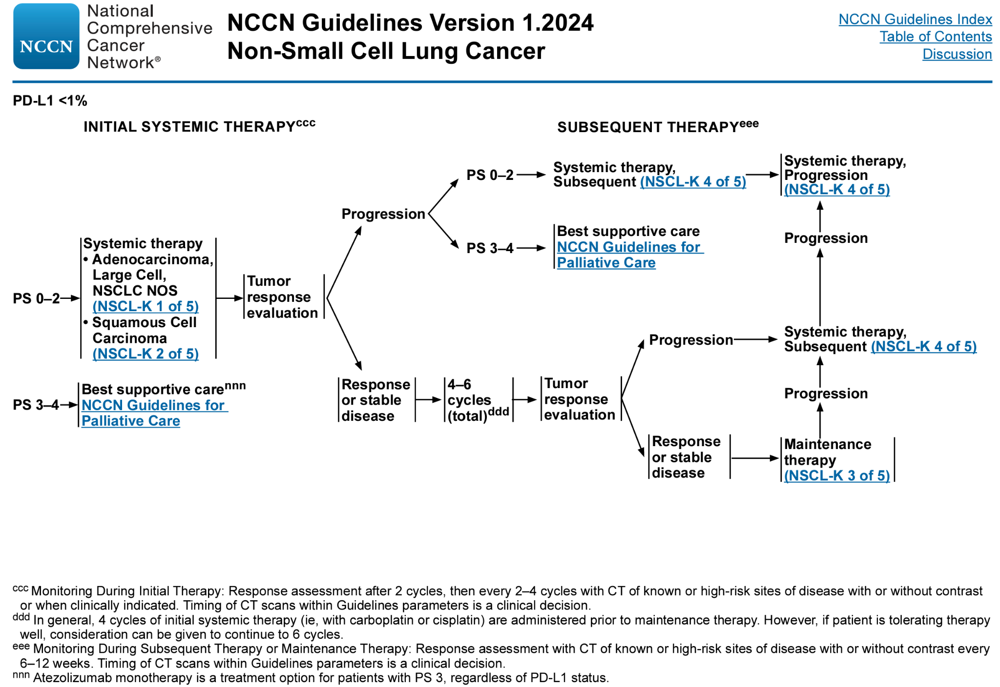 National
Comprehensive
Cancer
Network®
NCCN
NCCN Guidelines Version 1.2024
Non-Small Cell Lung Cancer
NCCN Guidelines Index
Table of Contents
Discussion
PD-L1 <1%
INITIAL SYSTEMIC THERAPYccc
SUBSEQUENT THERAPYeee
PS 0–2
Systemic therapy
• Adenocarcinoma,
Large Cell,
NSCLC NOS
(NSCL-K 1 of 5)
• Squamous Cell
Carcinoma
(NSCL-K 2 of 5)
PS 3–4
Best supportive carennn
NCCN Guidelines for
Palliative Care
Tumor
response
evaluation
Progression
PS 0–2
Systemic therapy,
Subsequent (NSCL-K 4 of 5)
Systemic therapy,
Progression
(NSCL-K 4 of 5)
PS 3–4
Best supportive care
NCCN Guidelines for
Palliative Care
Progression
Response
or stable
disease
4–6
cycles
(total)ddd
Tumor
response
evaluation
Progression
Systemic therapy,
Subsequent (NSCL-K 4 of 5)
Progression
Response
or stable
disease
Maintenance
therapy
(NSCL-K 3 of 5)
ccc Monitoring During Initial Therapy: Response assessment after 2 cycles, then every 2–4 cycles with CT of known or high-risk sites of disease with or without contrast
or when clinically indicated. Timing of CT scans within Guidelines parameters is a clinical decision.
ddd In general, 4 cycles of initial systemic therapy (ie, with carboplatin or cisplatin) are administered prior to maintenance therapy. However, if patient is tolerating therapy
well, consideration can be given to continue to 6 cycles.
eee Monitoring During Subsequent Therapy or Maintenance Therapy: Response assessment with CT of known or high-risk sites of disease with or without contrast every
6–12 weeks. Timing of CT scans within Guidelines parameters is a clinical decision.
nnn Atezolizumab monotherapy is a treatment option for patients with PS 3, regardless of PD-L1 status.